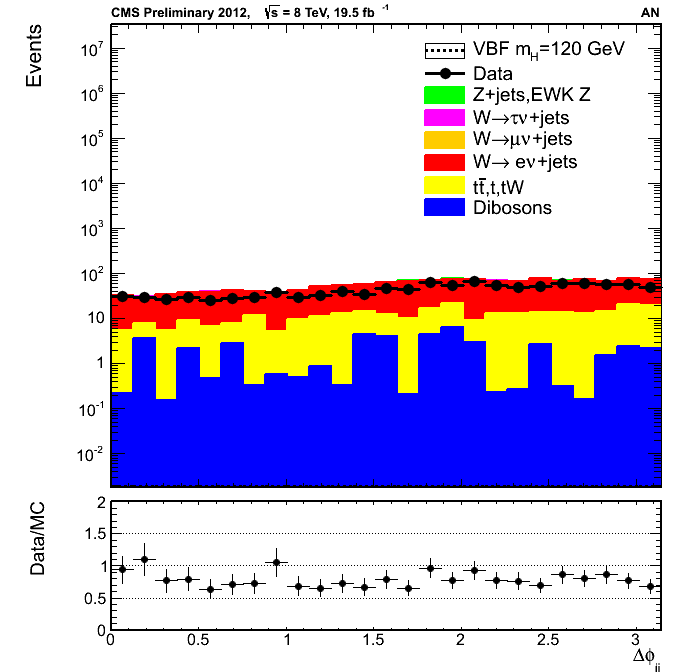 CMS Preliminary 2012, √s = 8 TeV, 19.5 fb⁻¹ AN
Events
10⁷
10⁶
10⁵
10⁴
10³
10²
10
1
10⁻¹
10⁻²
VBF m_H=120 GeV
Data
Z+jets,EWK Z
W→τν+jets
W→μν+jets
W→ eν+jets
tt̄,t,tW
Dibosons
Data/MC
2
1.5
1
0.5
0
0 0.5 1 1.5 2 2.5 3
Δϕ_jj